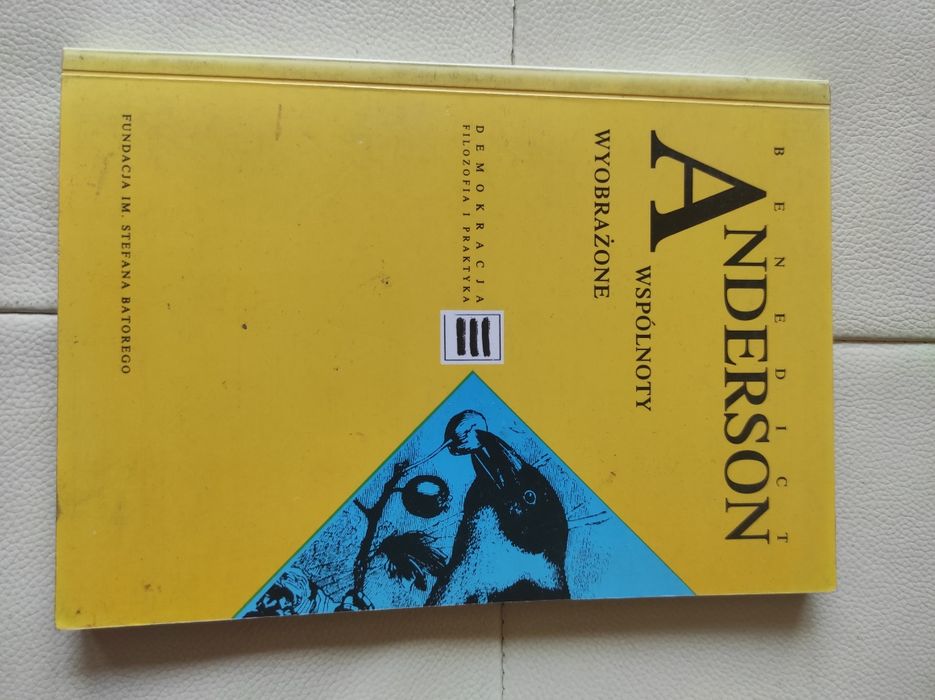 BENEDICT
ANDERSON
WSPÓLNOTY
WYOBRAŻONE
DEMOKRACJA
FILOZOFIA I PRAKTYKA
FUNDACJA IM. STEFANA BATOREGO